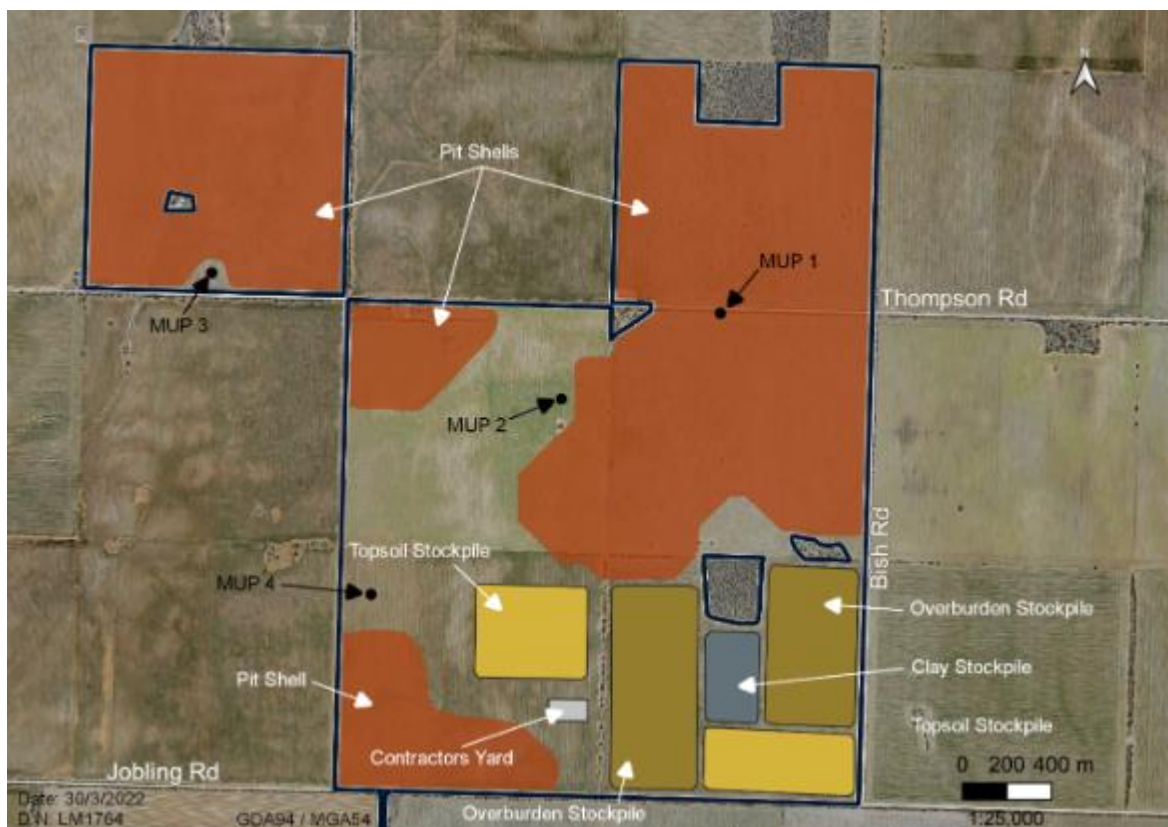 N
Pit Shells
MUP 1
Thompson Rd
MUP 3
MUP 2
Bish Rd
Topsoil Stockpile
MUP 4
Overburden Stockpile
Clay Stockpile
Pit Shell
Topsoil Stockpile
Contractors Yard
0 200 400 m
Jobling Rd
Date: 30/3/2022
D.N: LM1764 GDA94 / MGA54
Overburden Stockpile
1:25,000